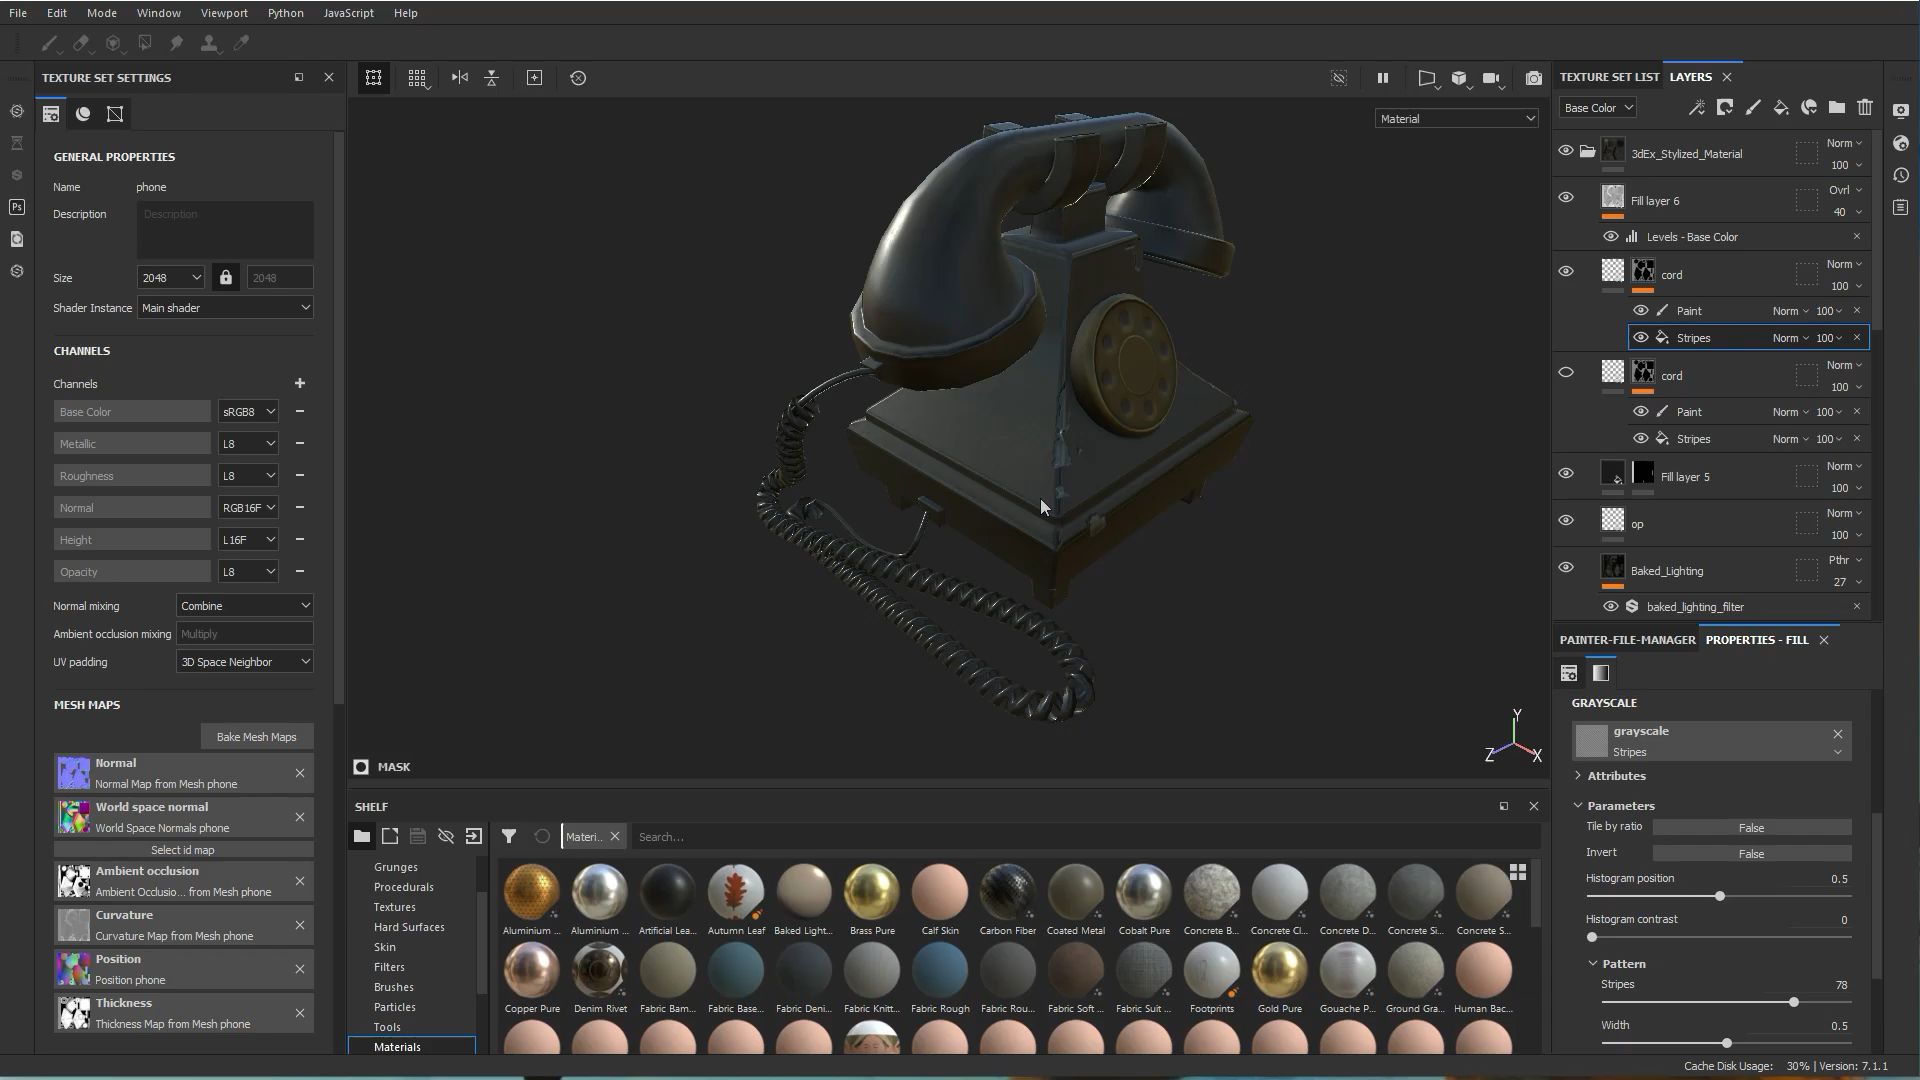 File Edit Mode Window Viewport Python JavaScript Help
TEXTURE SET SETTINGS
GENERAL PROPERTIES
Name phone
Description Description
Size 2048 2048
Shader Instance Main shader
CHANNELS
Channels
Base Color sRGB8
Metallic L8
Roughness L8
Normal RGB16F
Height L16F
Opacity L8
Normal mixing Combine
Ambient occlusion mixing Multiply
UV padding 3D Space Neighbor
MESH MAPS
Bake Mesh Maps
Normal
Normal Map from Mesh phone
World space normal
World Space Normals phone
Select id map
Ambient occlusion
Ambient Occlusio... from Mesh phone
Curvature
Curvature Map from Mesh phone
Position
Position phone
Thickness
Thickness Map from Mesh phone
Material
Y
Z
X
MASK
SHELF
Materi.. Search...
Grunges
Procedurals
Textures
Hard Surfaces
Skin
Filters
Brushes
Particles
Tools
Materials
Aluminium ... Aluminium ... Artificial Lea... Autumn Leaf Baked Light... Brass Pure Calf Skin Carbon Fiber Coated Metal Cobalt Pure Concrete B... Concrete Cl... Concrete D... Concrete Si... Concrete S...
Copper Pure Denim Rivet Fabric Bam... Fabric Base... Fabric Deni... Fabric Knitt... Fabric Rough Fabric Rou... Fabric Soft ... Fabric Suit ... Footprints Gold Pure Gouache P... Ground Gra... Human Bac...
TEXTURE SET LIST LAYERS
Base Color
3dEx_Stylized_Material Norm
100
Fill layer 6 Ovrl
40
Levels - Base Color
cord Norm
100
Paint Norm 100
Stripes Norm 100
cord Norm
100
Paint Norm 100
Stripes Norm 100
Fill layer 5 Norm
100
op Norm
100
Baked_Lighting Pthr
27
baked_lighting_filter
PAINTER-FILE-MANAGER PROPERTIES - FILL
GRAYSCALE
grayscale
Stripes
Attributes
Parameters
Tile by ratio False
Invert False
Histogram position 0.5
Histogram contrast 0
Pattern
Stripes 78
Width 0.5
Cache Disk Usage: 30% | Version: 7.1.1
Ps